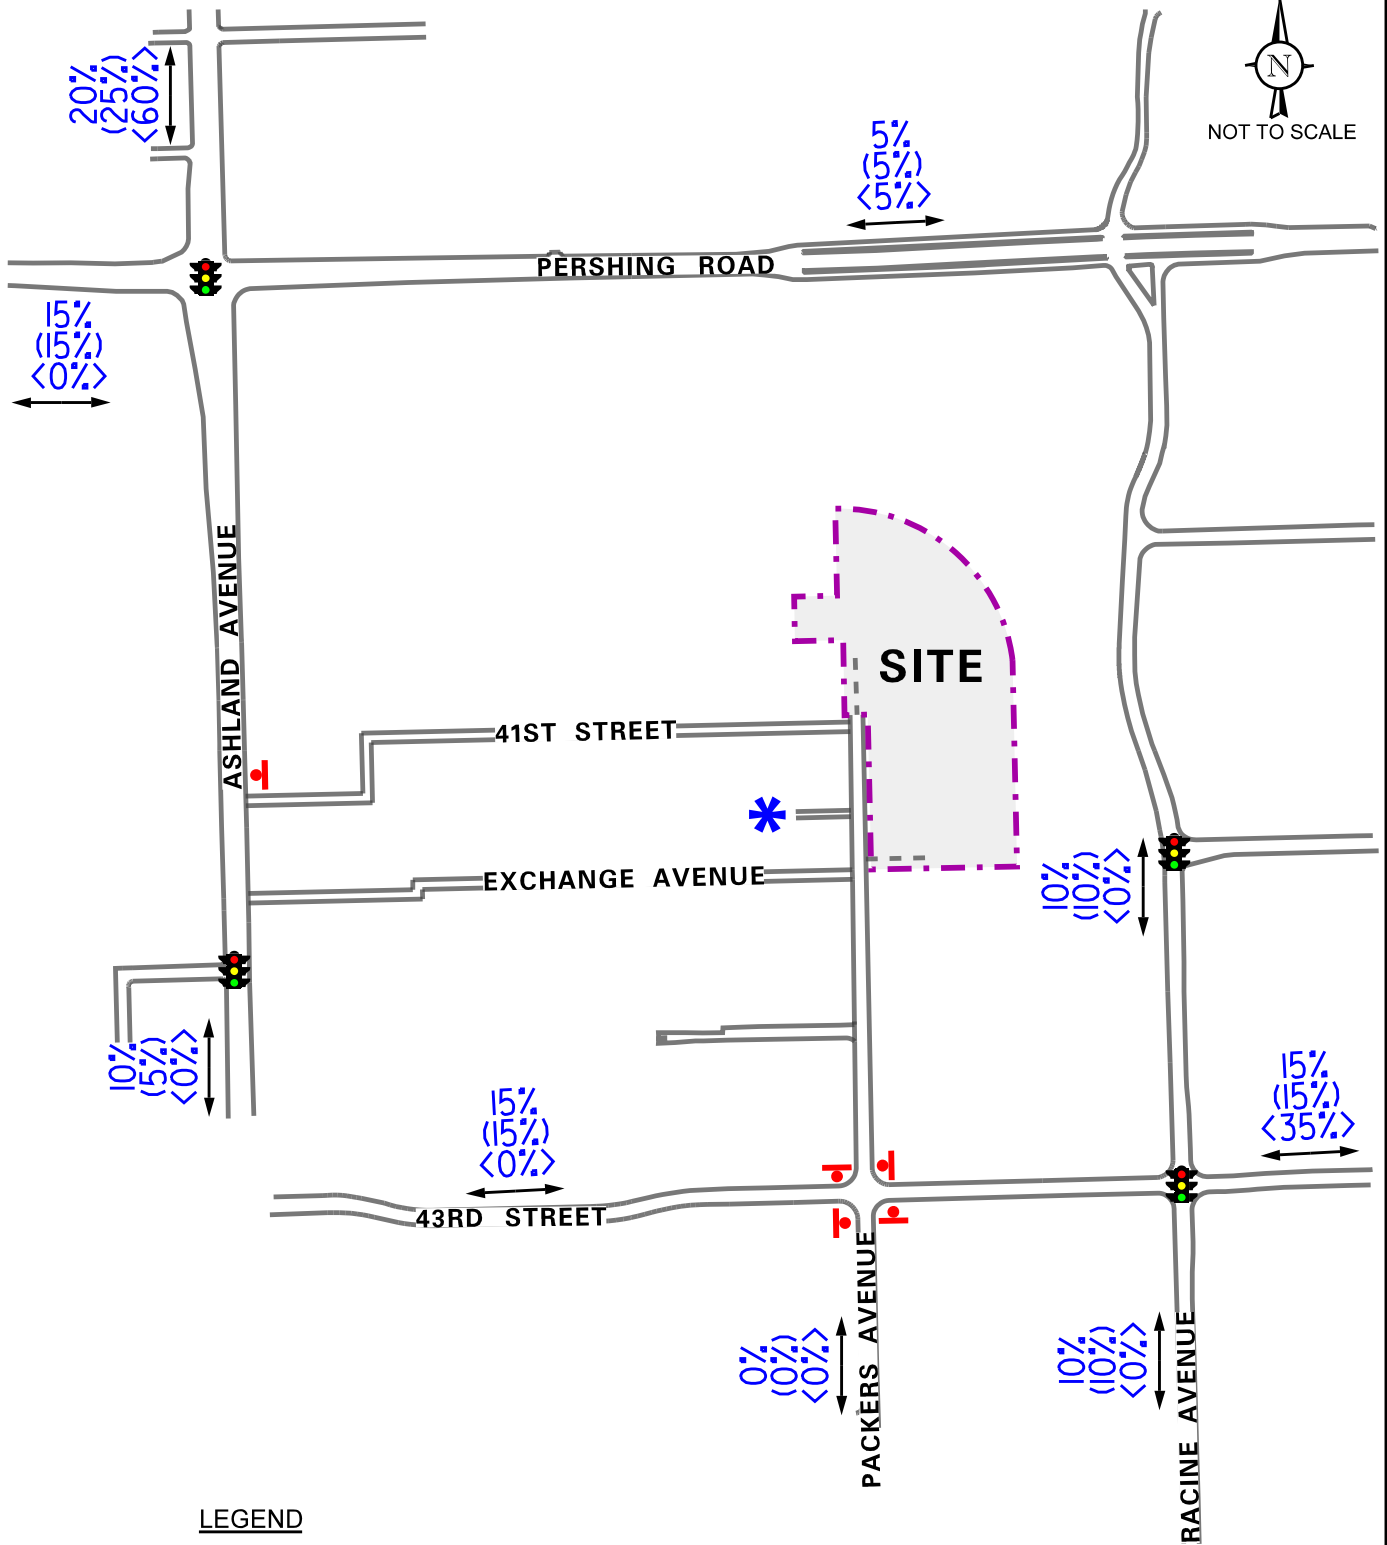 20%
(25%)
<60%>
N
NOT TO SCALE
5%
(5%)
<5%>
PERSHING ROAD
15%
(15%)
<0%>
ASHLAND AVENUE
SITE
41ST STREET
*
EXCHANGE AVENUE
10%
(10%)
<0%>
10%
(5%)
<0%>
15%
(15%)
<0%>
15%
(15%)
<35%>
43RD STREET
PACKERS AVENUE
0%
(0%)
<0%>
10%
(10%)
<0%>
RACINE AVENUE
LEGEND